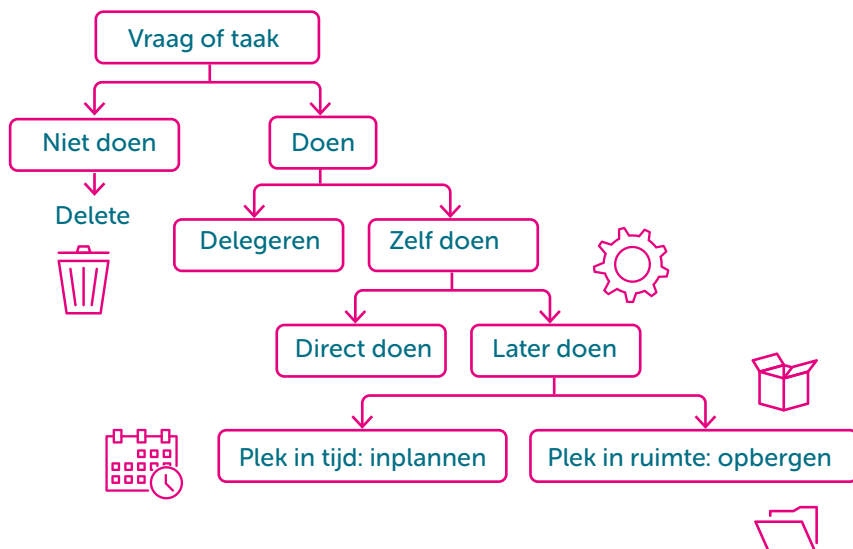 Vraag of taak
Niet doen
Doen
Delete
Delegeren
Zelf doen
Direct doen
Later doen
Plek in tijd: inplannen
Plek in ruimte: opbergen